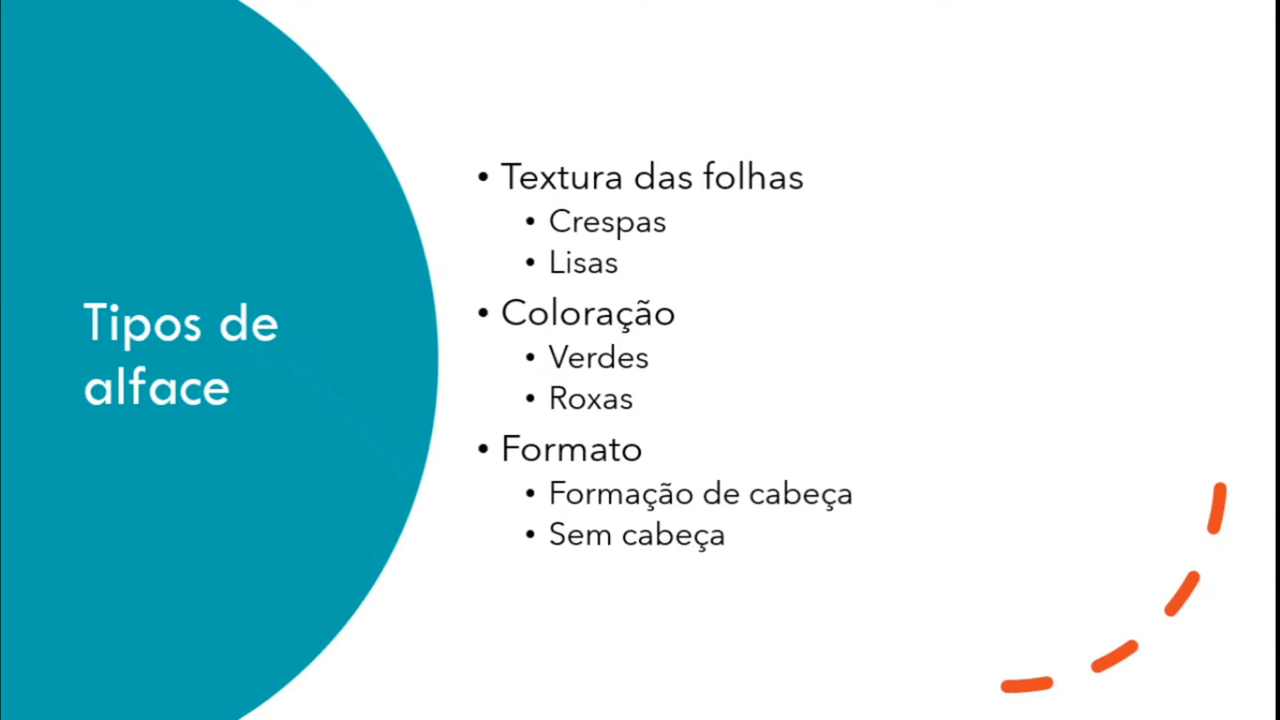 Tipos de
alface
• Textura das folhas
• Crespas
• Lisas
• Coloração
• Verdes
• Roxas
• Formato
• Formação de cabeça
• Sem cabeça